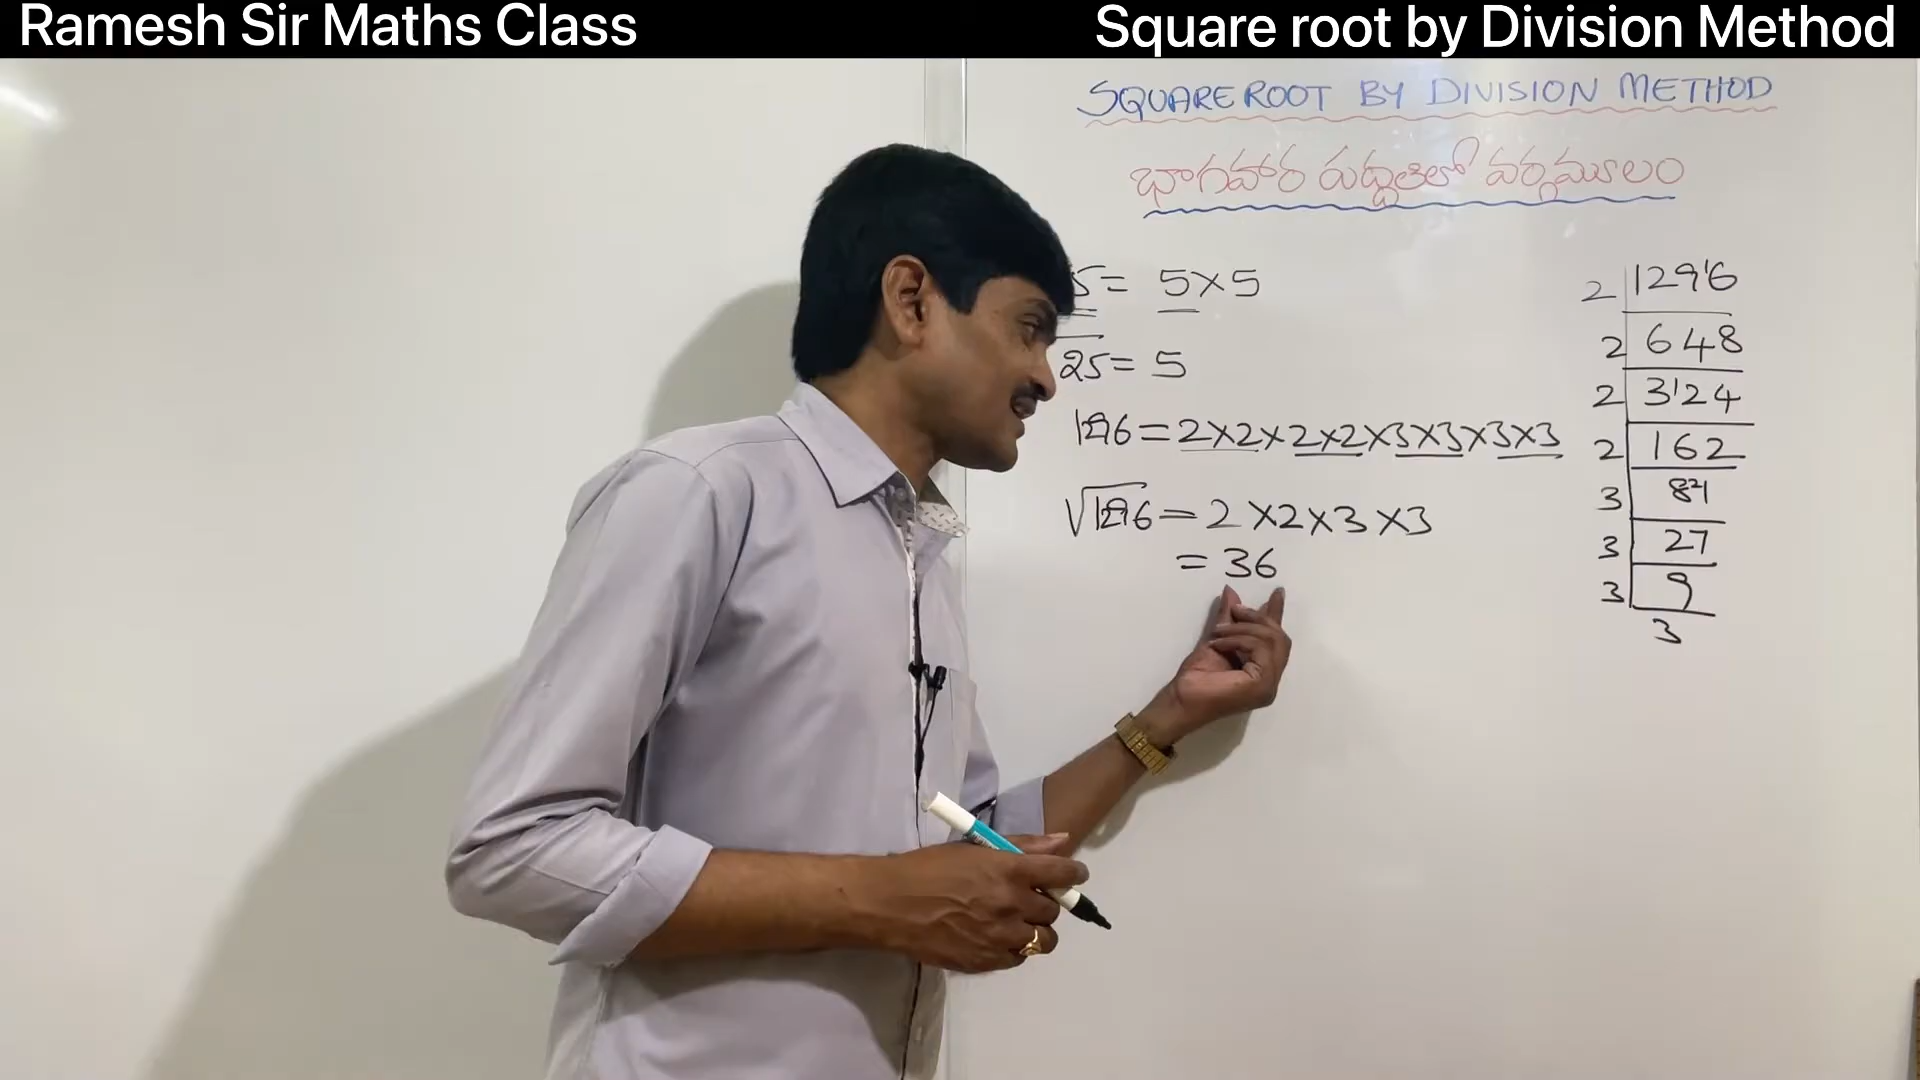 Ramesh Sir Maths Class
Square root by Division Method
SQUARE ROOT BY DIVISION METHOD
భాగహార పద్ధతిలో వర్గమూలం
5 = 5×5
25 = 5
1296 = 2×2×2×2×3×3×3×3
√1296 = 2×2×3×3
= 36
2 1296
2 648
2 324
2 162
3 81
3 27
3 9
3